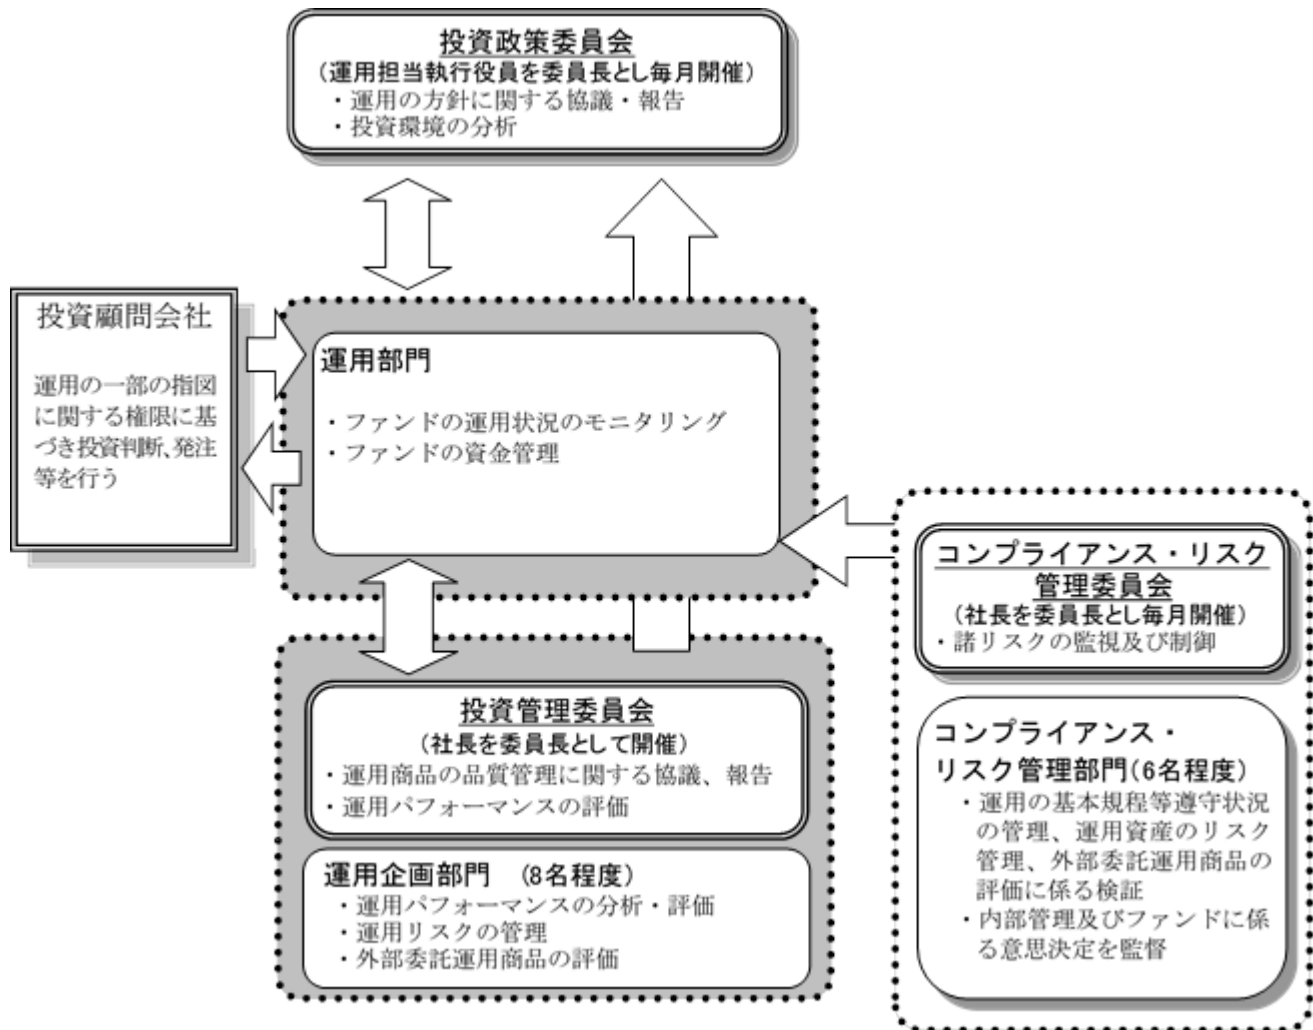 投資政策委員会
（運用担当執行役員を委員長とし毎月開催）
・運用の方針に関する協議・報告
・投資環境の分析
投資顧問会社
運用の一部の指図
に関する権限に基
づき投資判断、発注
等を行う
運用部門
・ファンドの運用状況のモニタリング
・ファンドの資金管理
コンプライアンス・リスク
管理委員会
（社長を委員長とし毎月開催）
・諸リスクの監視及び制御
投資管理委員会
（社長を委員長として開催）
・運用商品の品質管理に関する協議、報告
・運用パフォーマンスの評価
運用企画部門　（8名程度）
・運用パフォーマンスの分析・評価
・運用リスクの管理
・外部委託運用商品の評価
コンプライアンス・
リスク管理部門（6名程度）
・運用の基本規程等遵守状況
の管理、運用資産のリスク
管理、外部委託運用商品の
評価に係る検証
・内部管理及びファンドに係
る意思決定を監督